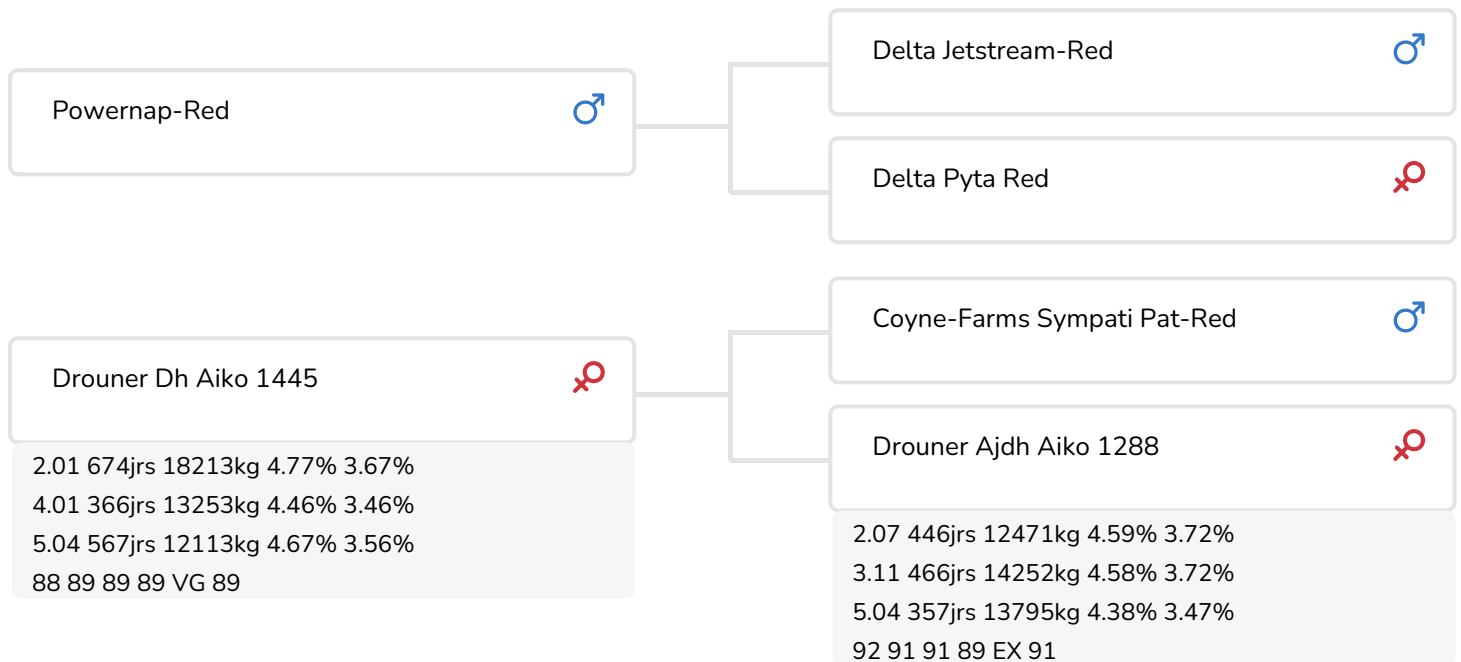 Powernap-Red
Delta Jetstream-Red
Delta Pyta Red
Drouner Dh Aiko 1445
2.01 674jrs 18213kg 4.77% 3.67%
4.01 366jrs 13253kg 4.46% 3.46%
5.04 567jrs 12113kg 4.67% 3.56%
88 89 89 89 VG 89
Coyne-Farms Sympati Pat-Red
Drouner Ajdh Aiko 1288
2.07 446jrs 12471kg 4.59% 3.72%
3.11 466jrs 14252kg 4.58% 3.72%
5.04 357jrs 13795kg 4.38% 3.47%
92 91 91 89 EX 91